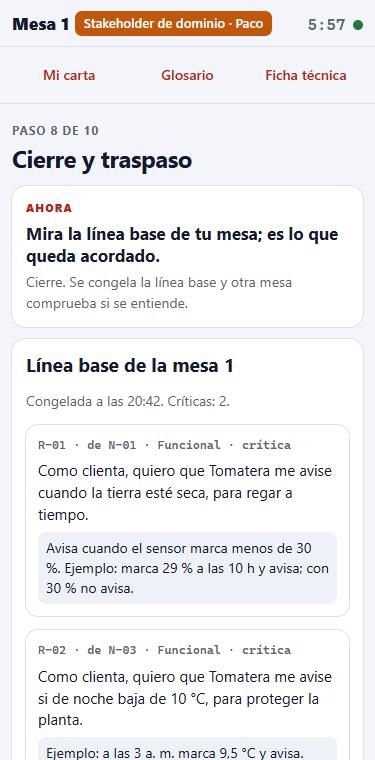 Mesa 1 Stakeholder de dominio · Paco 5:57
Mi carta Glosario Ficha técnica
PASO 8 DE 10
Cierre y traspaso
AHORA
Mira la línea base de tu mesa; es lo que
queda acordado.
Cierre. Se congela la línea base y otra mesa
comprueba si se entiende.
Línea base de la mesa 1
Congelada a las 20:42. Críticas: 2.
R-01 · de N-01 · Funcional · crítica
Como clienta, quiero que Tomatera me avise
cuando la tierra esté seca, para regar a
tiempo.
Avisa cuando el sensor marca menos de 30
%. Ejemplo: marca 29 % a las 10 h y avisa; con
30 % no avisa.
R-02 · de N-03 · Funcional · crítica
Como clienta, quiero que Tomatera me avise
si de noche baja de 10 °C, para proteger la
planta.
Ejemplo: a las 3 a. m. marca 9,5 °C y avisa.